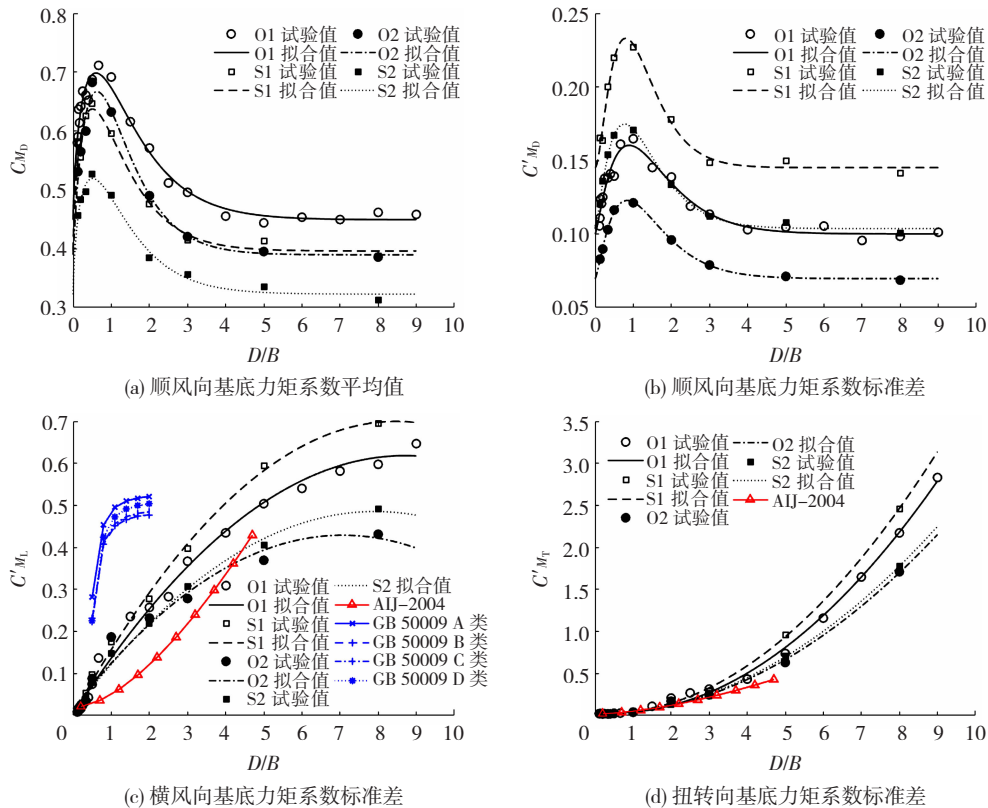 0.8
0.7
0.6
0.5
0.4
0.3
C_{M_D}
O1 试验值
O1 拟合值
S1 试验值
S1 拟合值
O2 试验值
O2 拟合值
S2 试验值
S2 拟合值
0 1 2 3 4 5 6 7 8 9 10
D/B
(a) 顺风向基底力矩系数平均值
0.25
0.20
0.15
0.10
0.05
C'_{M_D}
O1 试验值
O1 拟合值
S1 试验值
S1 拟合值
O2 试验值
O2 拟合值
S2 试验值
S2 拟合值
0 1 2 3 4 5 6 7 8 9 10
D/B
(b) 顺风向基底力矩系数标准差
0.7
0.6
0.5
0.4
0.3
0.2
0.1
C'_{M_L}
O1 试验值
O1 拟合值
S1 试验值
S1 拟合值
O2 试验值
O2 拟合值
S2 试验值
S2 拟合值
AIJ-2004
GB 50009 A 类
GB 50009 B 类
GB 50009 C 类
GB 50009 D 类
0 1 2 3 4 5 6 7 8 9 10
D/B
(c) 横风向基底力矩系数标准差
3.5
3.0
2.5
2.0
1.5
1.0
0.5
C'_{M_T}
O1 试验值
O1 拟合值
S1 试验值
S1 拟合值
O2 试验值
O2 拟合值
S2 试验值
S2 拟合值
AIJ-2004
0 1 2 3 4 5 6 7 8 9 10
D/B
(d) 扭转向基底力矩系数标准差